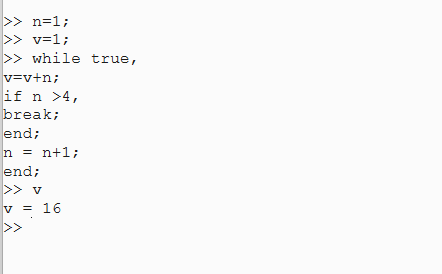 >> n=1;
>> v=1;
>> while true,
v=v+n;
if n >4,
break;
end;
n = n+1;
end;
>> v
v = 16
>>